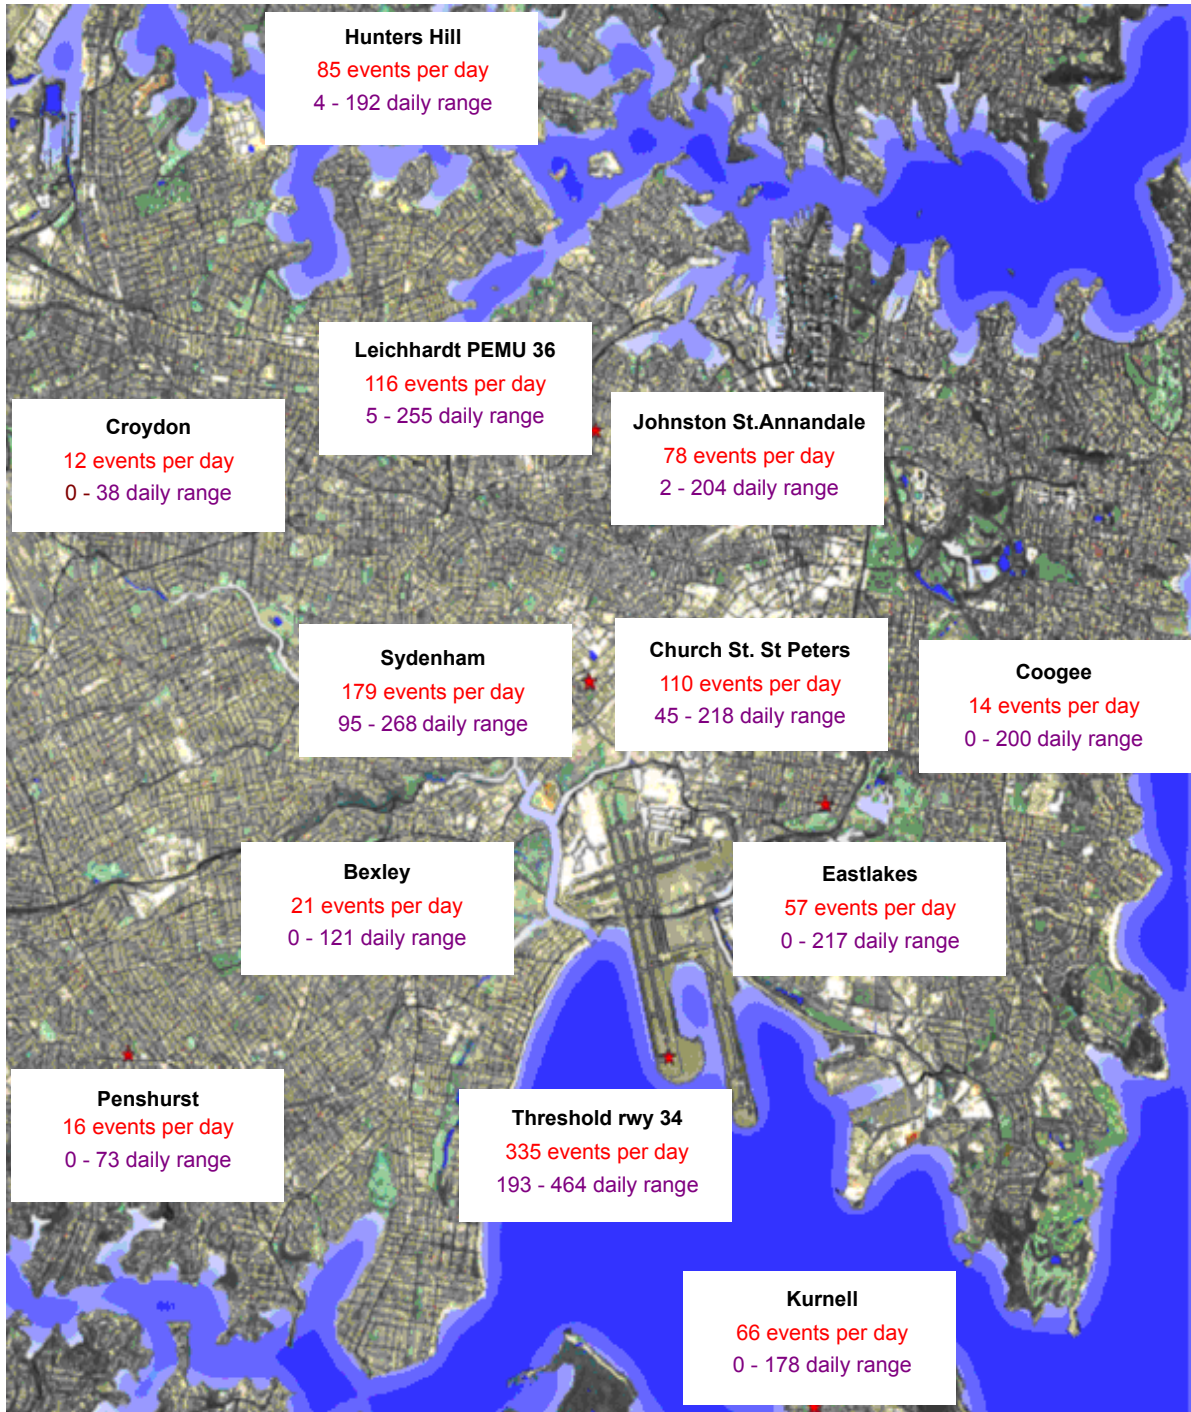 Hunters Hill
85 events per day
4 - 192 daily range
Leichhardt PEMU 36
116 events per day
5 - 255 daily range
Croydon
12 events per day
0 - 38 daily range
Johnston St.Annandale
78 events per day
2 - 204 daily range
Sydenham
179 events per day
95 - 268 daily range
Church St. St Peters
110 events per day
45 - 218 daily range
Coogee
14 events per day
0 - 200 daily range
Bexley
21 events per day
0 - 121 daily range
Eastlakes
57 events per day
0 - 217 daily range
Penshurst
16 events per day
0 - 73 daily range
Threshold rwy 34
335 events per day
193 - 464 daily range
Kurnell
66 events per day
0 - 178 daily range